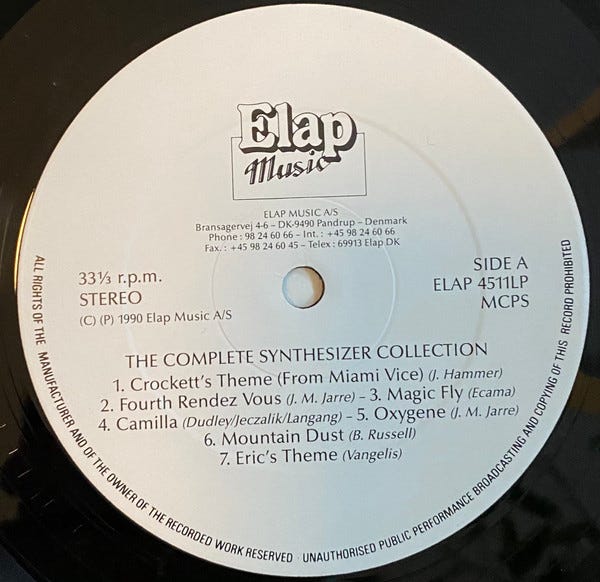 Elap
Music
ELAP MUSIC A/S
Bransagervej 4-6 – DK-9490 Pandrup – Denmark
Phone : 98 24 60 66 – Int. : +45 98 24 60 66
Fax. : +45 98 24 60 45 – Telex : 69913 Elap DK
33⅓ r.p.m.
STEREO
(C) (P) 1990 Elap Music A/S
SIDE A
ELAP 4511LP
MCPS
THE COMPLETE SYNTHESIZER COLLECTION
1. Crockett's Theme (From Miami Vice) (J. Hammer)
2. Fourth Rendez Vous (J. M. Jarre) – 3. Magic Fly (Ecama)
4. Camilla (Dudley/Jeczalik/Langang) – 5. Oxygene (J. M. Jarre)
6. Mountain Dust (B. Russell)
7. Eric's Theme (Vangelis)
ALL RIGHTS OF THE MANUFACTURER AND OF THE OWNER OF THE RECORDED WORK RESERVED · UNAUTHORISED PUBLIC PERFORMANCE BROADCASTING AND COPYING OF THIS RECORD PROHIBITED